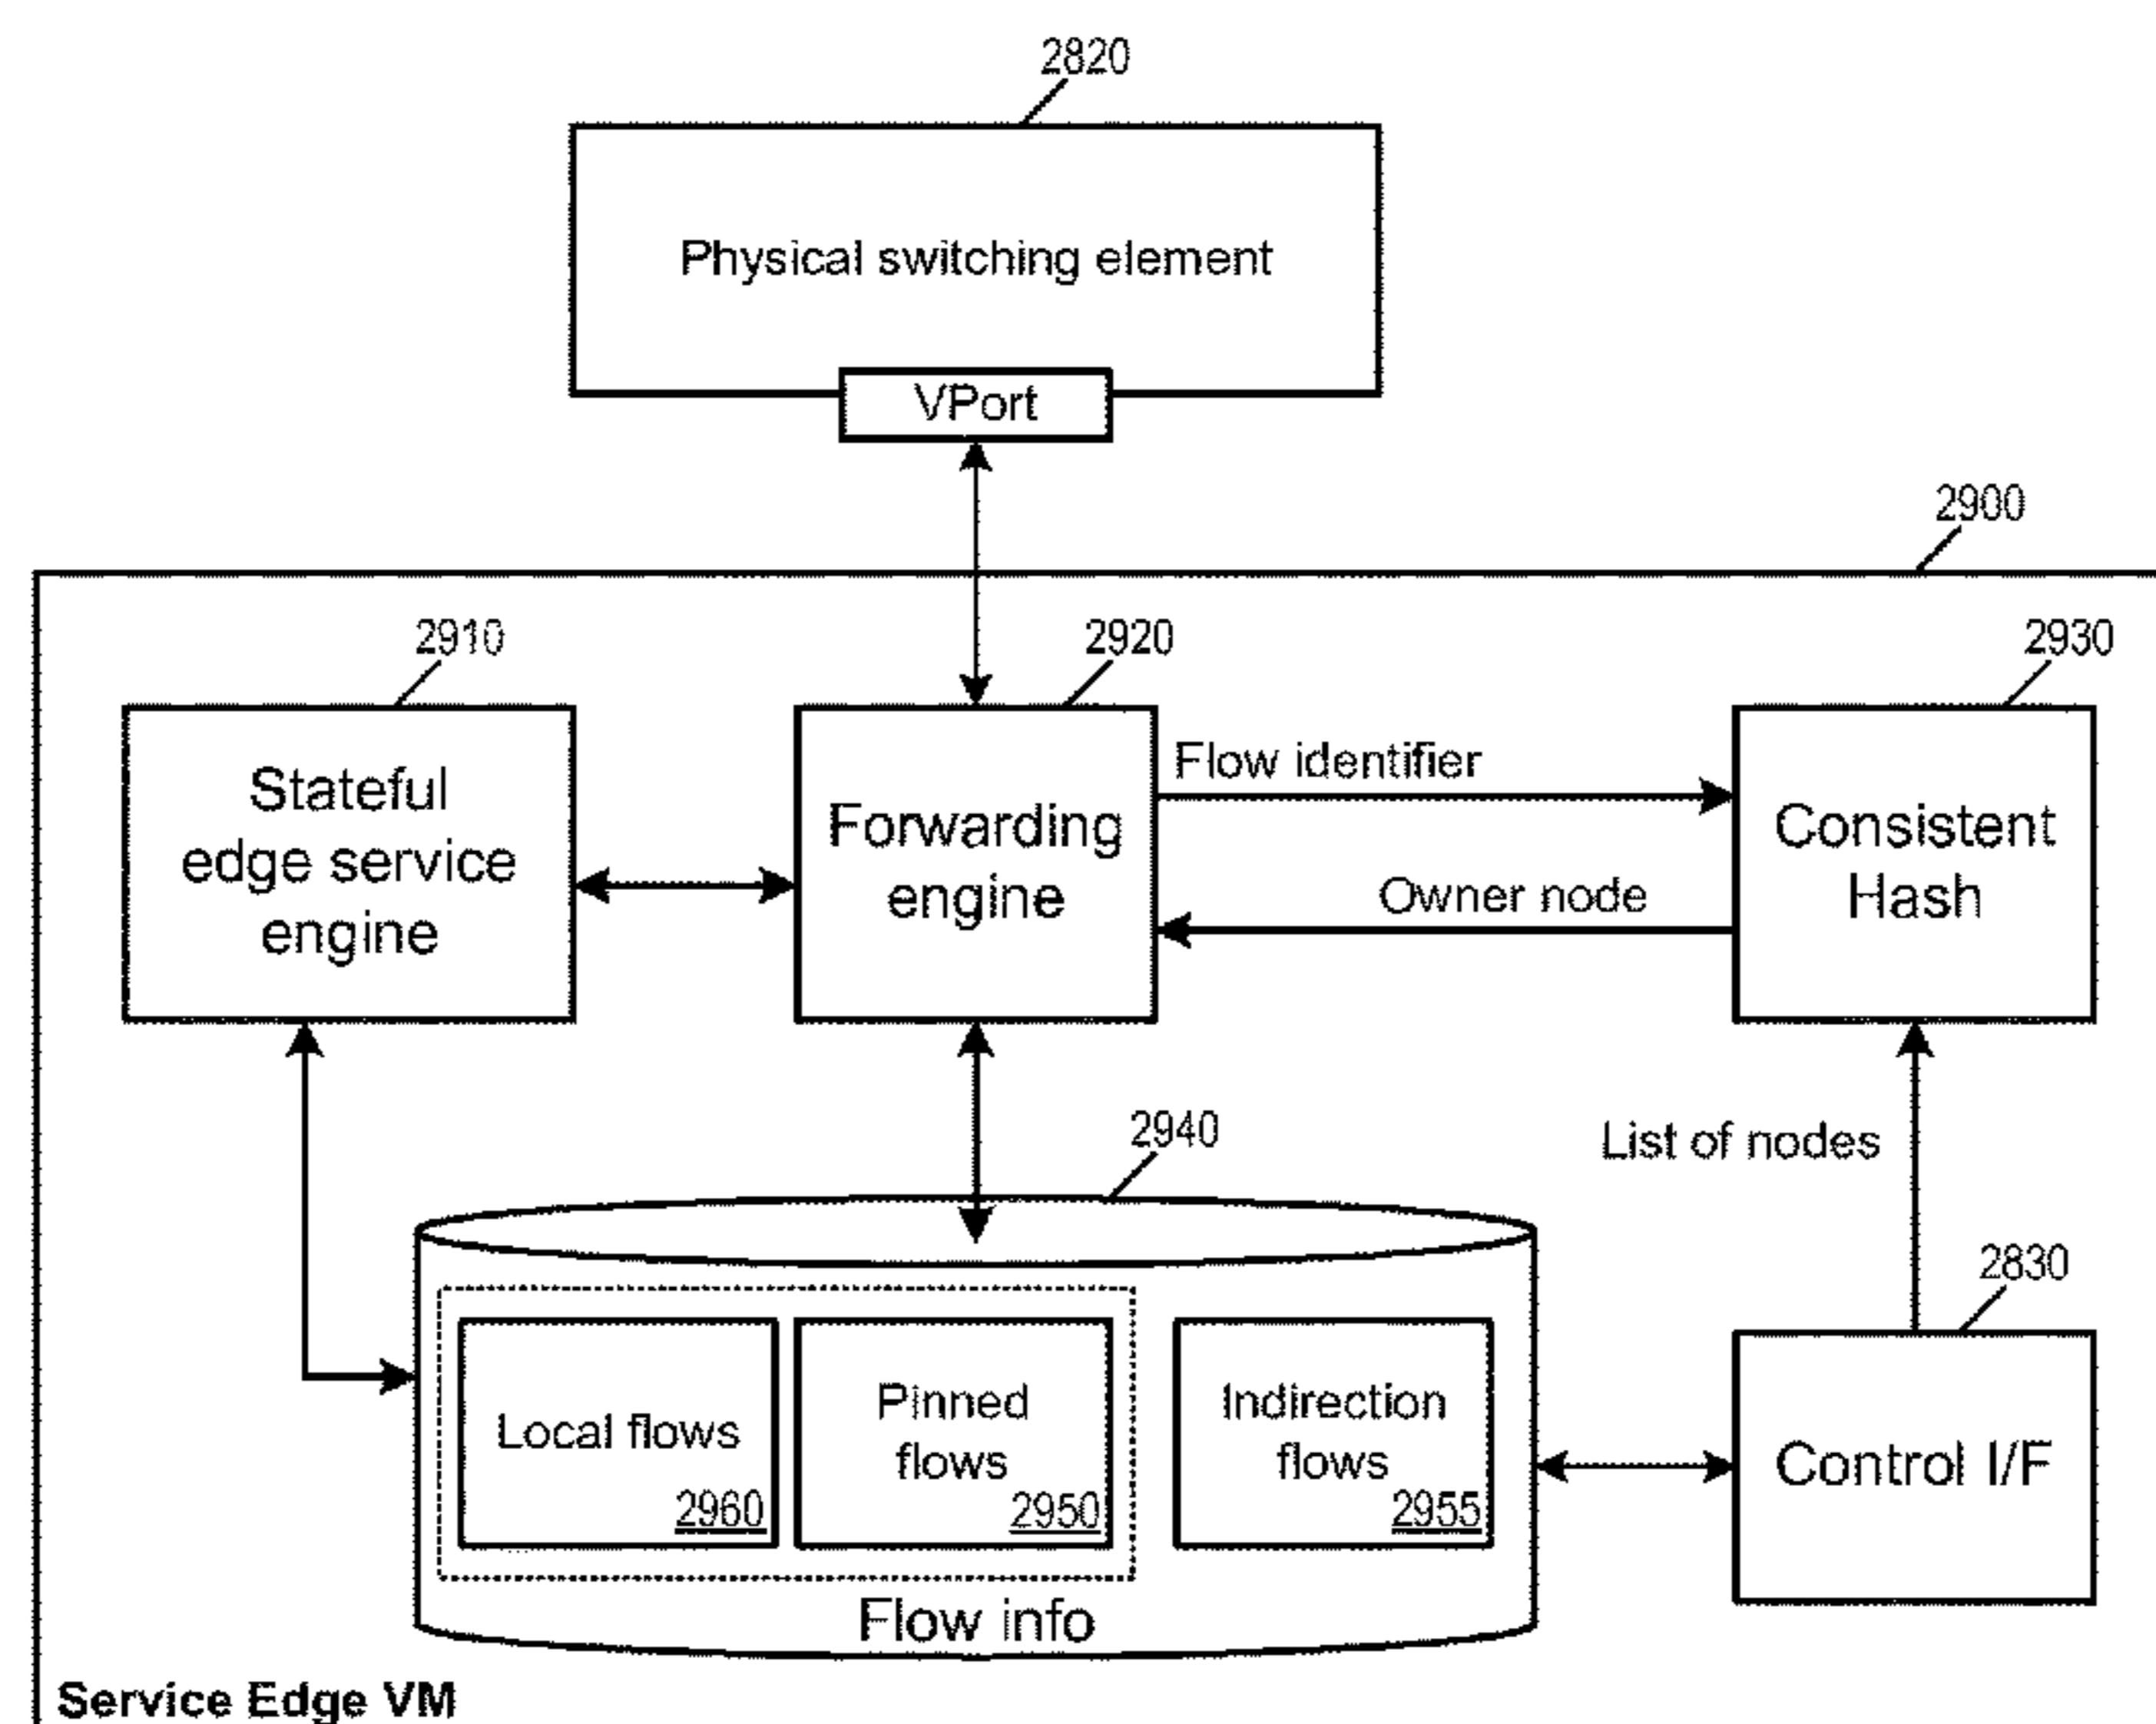 2820
Physical switching element
VPort
2900
2910
2920
2930
Stateful
edge service
engine
Forwarding
engine
Flow identifier
Owner node
Consistent
Hash
2940
List of nodes
2830
Local flows
2960
Pinned
flows
2950
Indirection
flows
2955
Control I/F
Flow info
Service Edge VM